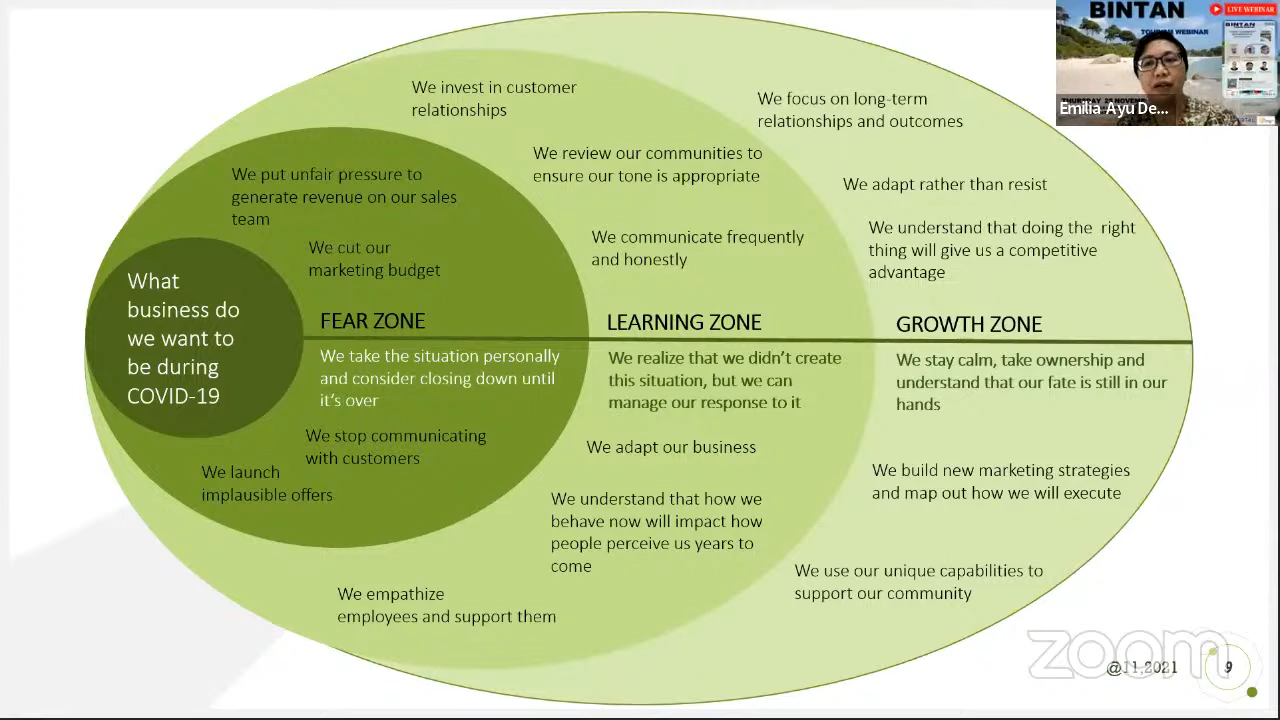 We invest in customer
relationships
We focus on long-term
relationships and outcomes
We review our communities to
ensure our tone is appropriate
We put unfair pressure to
generate revenue on our sales
team
We adapt rather than resist
We communicate frequently
and honestly
We understand that doing the right
thing will give us a competitive
advantage
We cut our
marketing budget
What
business do
we want to
be during
COVID-19
FEAR ZONE
LEARNING ZONE
GROWTH ZONE
We take the situation personally
and consider closing down until
it's over
We realize that we didn't create
this situation, but we can
manage our response to it
We stay calm, take ownership and
understand that our fate is still in our
hands
We stop communicating
with customers
We adapt our business
We launch
implausible offers
We build new marketing strategies
and map out how we will execute
We understand that how we
behave now will impact how
people perceive us years to
come
We use our unique capabilities to
support our community
We empathize
employees and support them
zoom
@J1,2021
9
BINTAN
LIVE WEBINAR
BINTAN
WEBINAR
Emilia Ayu De...